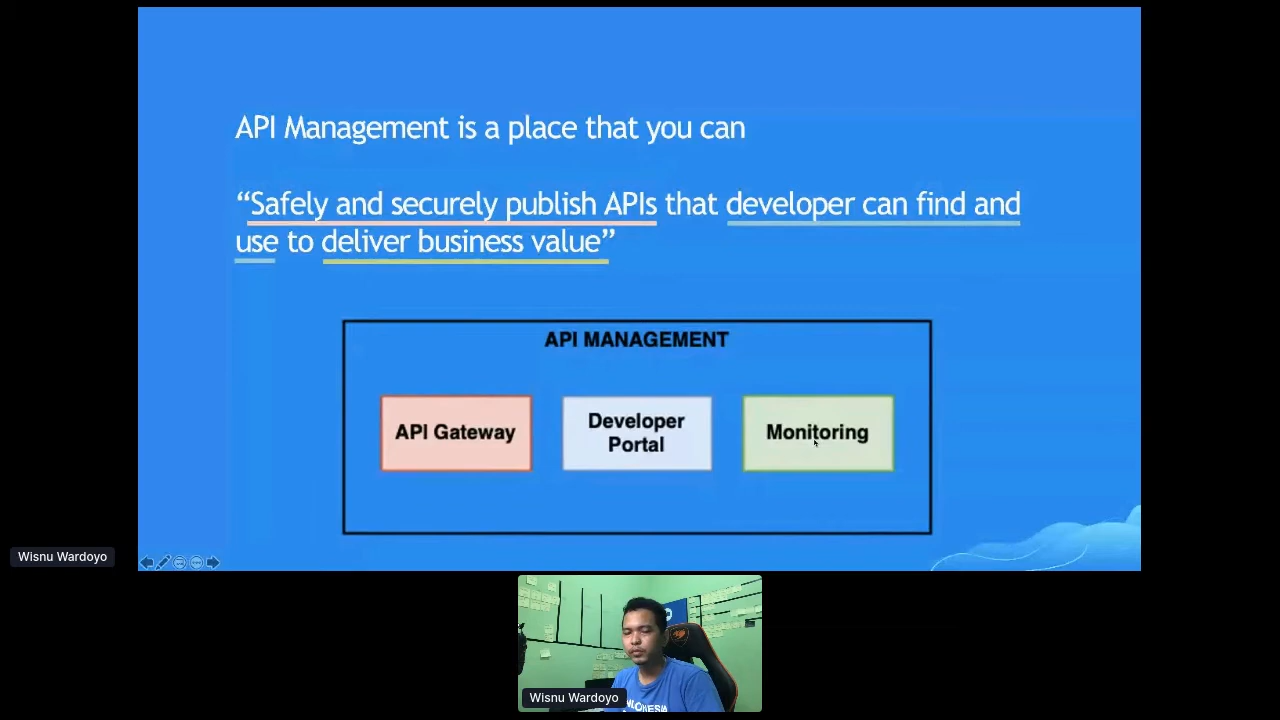 API Management is a place that you can
“Safely and securely publish APIs that developer can find and
use to deliver business value”
API MANAGEMENT
API Gateway
Developer
Portal
Monitoring
Wisnu Wardoyo
Wisnu Wardoyo